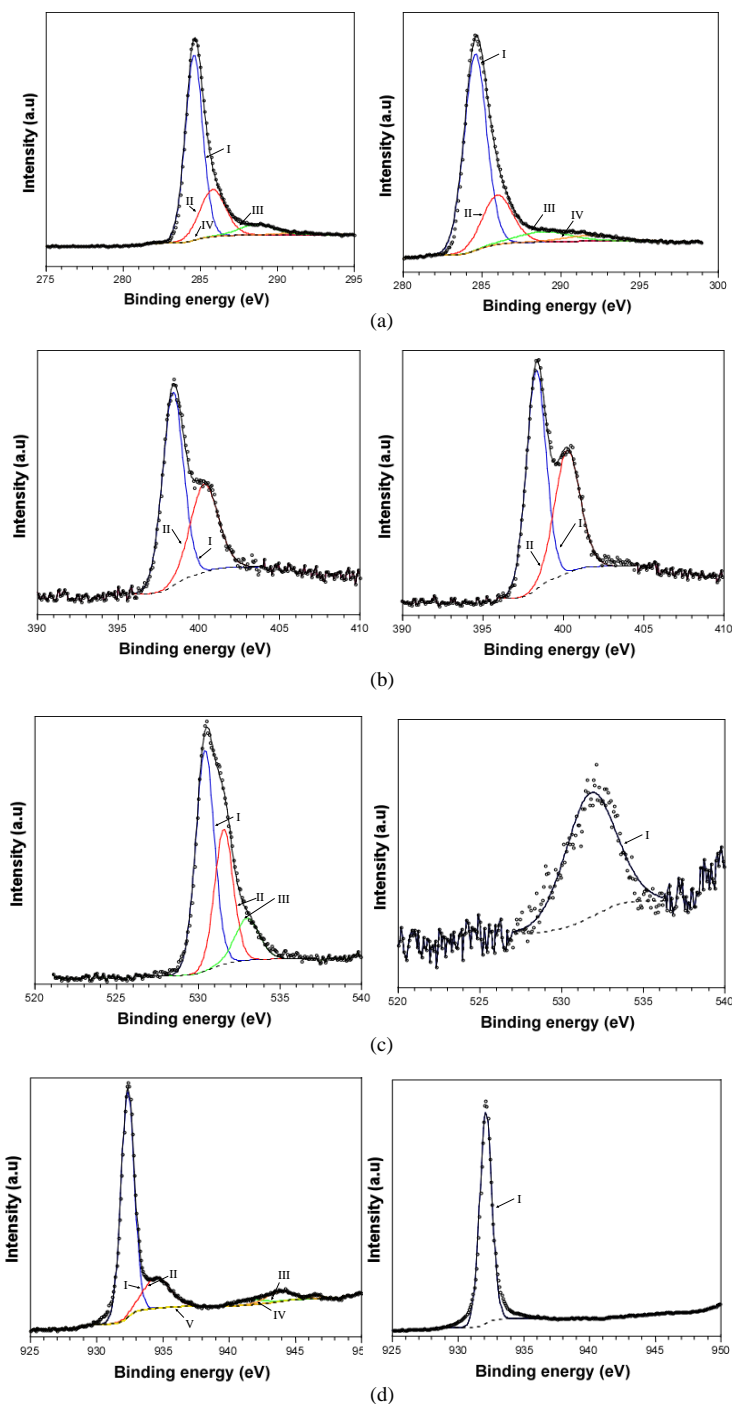 Intensity (a.u)
I
II
III
IV
275 280 285 290 295
Binding energy (eV)
Intensity (a.u)
I
II
III
IV
280 285 290 295 300
Binding energy (eV)
(a)
Intensity (a.u)
II
I
390 395 400 405 410
Binding energy (eV)
Intensity (a.u)
II
I
390 395 400 405 410
Binding energy (eV)
(b)
Intensity (a.u)
I
II
III
520 525 530 535 540
Binding energy (eV)
Intensity (a.u)
I
520 525 530 535 540
Binding energy (eV)
(c)
Intensity (a.u)
I
II
III
IV
V
925 930 935 940 945 95
Binding energy (eV)
Intensity (a.u)
I
925 930 935 940 945 950
Binding energy (eV)
(d)